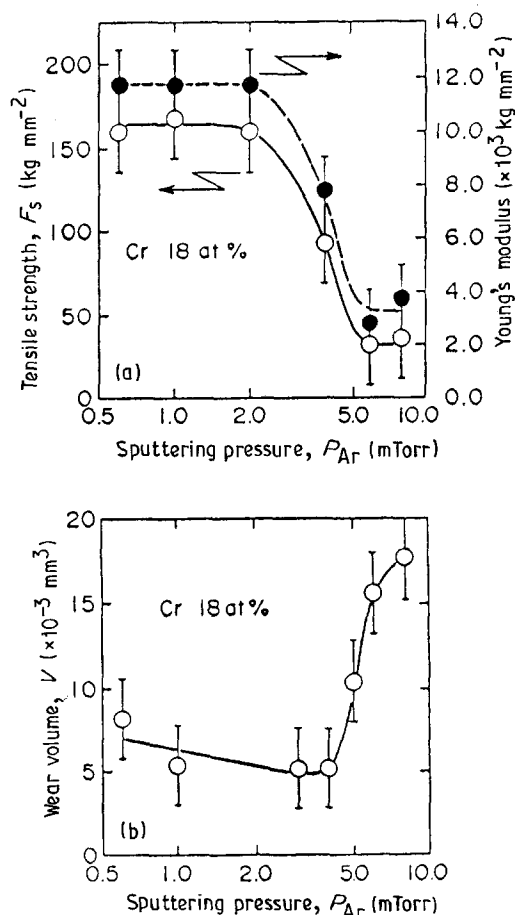 Tensile strength, Fs (kg mm⁻²)
200
150
100
50
0
14.0
12.0
10.0
8.0
6.0
4.0
2.0
0.0
Young's modulus (×10³ kg mm⁻²)
Cr 18 at %
(a)
0.5 1.0 2.0 5.0 10.0
Sputtering pressure, PAr (mTorr)
Wear volume, V (×10⁻³ mm³)
20
15
10
5
0
Cr 18 at %
(b)
0.5 1.0 2.0 5.0 10.0
Sputtering pressure, PAr (mTorr)